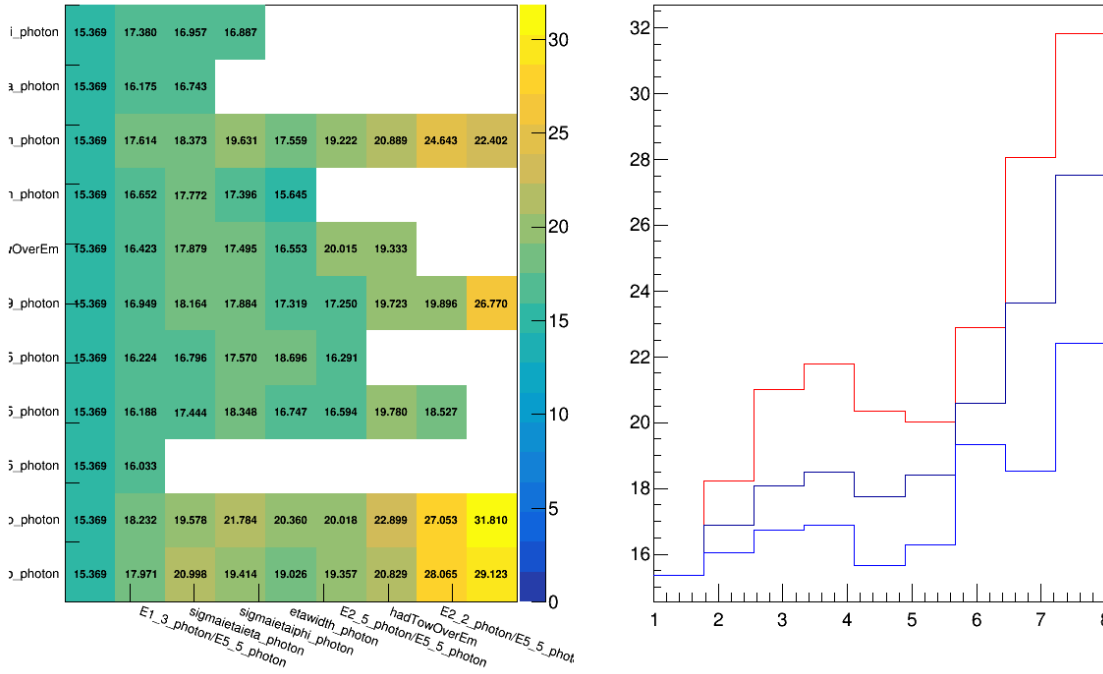 i_photon 15.369 17.380 16.957 16.887
a_photon 15.369 16.175 16.743
n_photon 15.369 17.614 18.373 19.631 17.559 19.222 20.889 24.643 22.402
n_photon 15.369 16.652 17.772 17.396 15.645
wOverEm 15.369 16.423 17.879 17.495 16.553 20.015 19.333
9_photon 15.369 16.949 18.164 17.884 17.319 17.250 19.723 19.896 26.770
5_photon 15.369 16.224 16.796 17.570 18.696 16.291
5_photon 15.369 16.188 17.444 18.348 16.747 16.594 19.780 18.527
5_photon 15.369 16.033
o_photon 15.369 18.232 19.578 21.784 20.360 20.018 22.899 27.053 31.810
o_photon 15.369 17.971 20.998 19.414 19.026 19.357 20.829 28.065 29.123
E1_3_photon/E5_5_photon
sigmaietaieta_photon
sigmaietaiphi_photon
etawidth_photon
E2_5_photon/E5_5_photon
hadTowOverEm
E2_2_photon/E5_5_phot
30
25
20
15
10
5
0
32
30
28
26
24
22
20
18
16
1 2 3 4 5 6 7 8